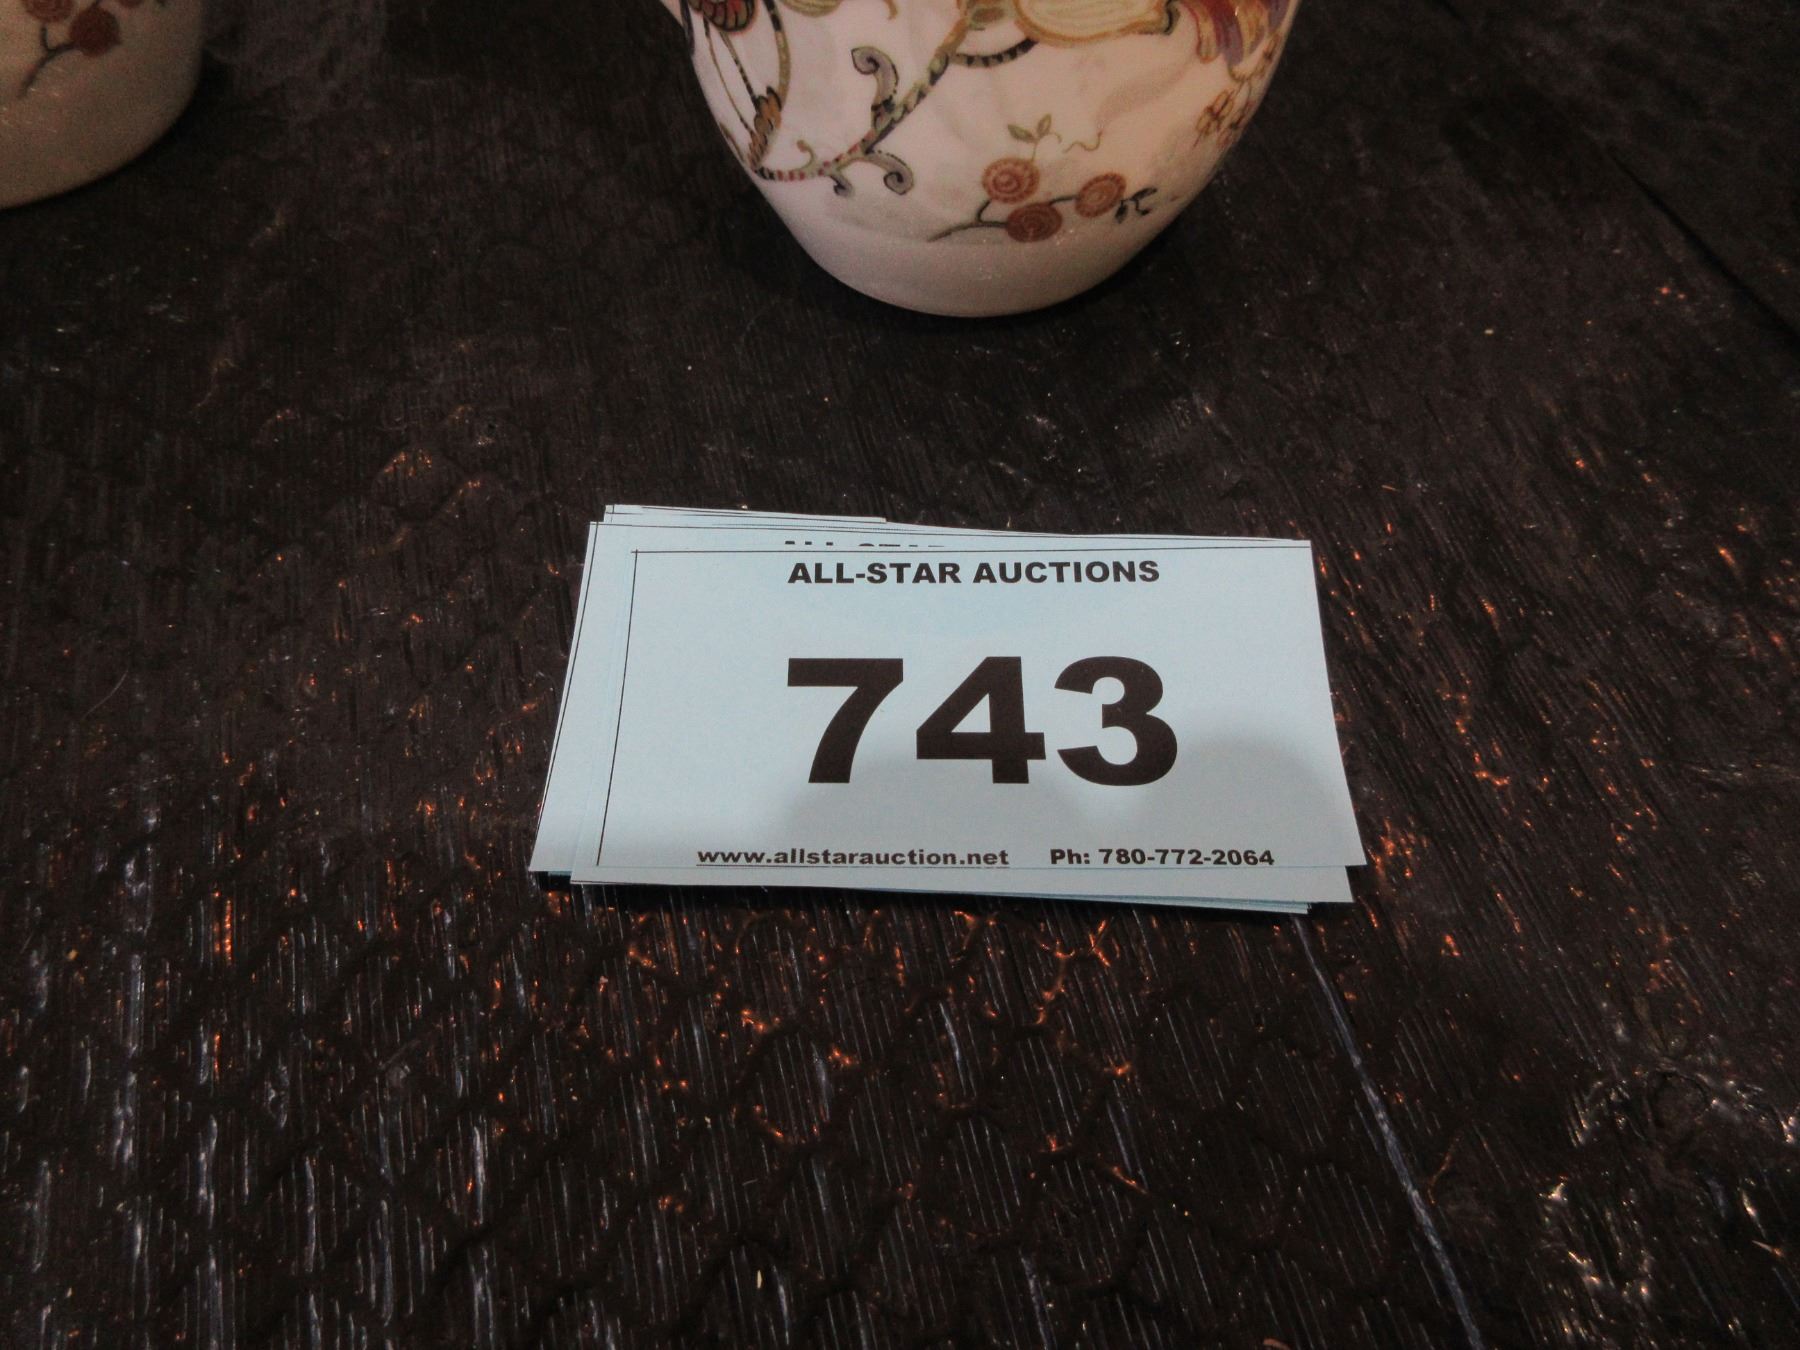 ALL-STAR AUCTIONS
743
www.allstarauction.net Ph: 780-772-2064